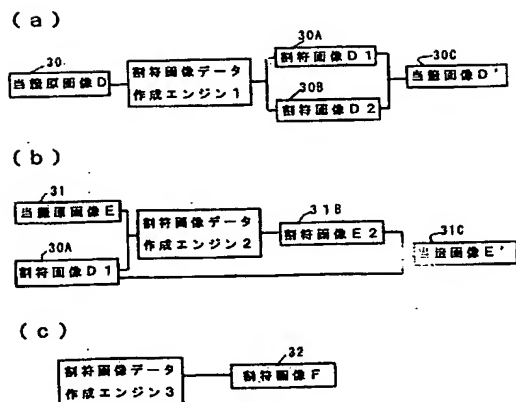 (a)
30
当籤原画像D
割符画像データ
作成エンジン1
30A
割符画像D1
30B
割符画像D2
30C
当籤画像D'
(b)
31
当籤原画像E
30A
割符画像D1
割符画像データ
作成エンジン2
31B
割符画像E2
31C
当籤画像E'
(c)
割符画像データ
作成エンジン3
32
割符画像F